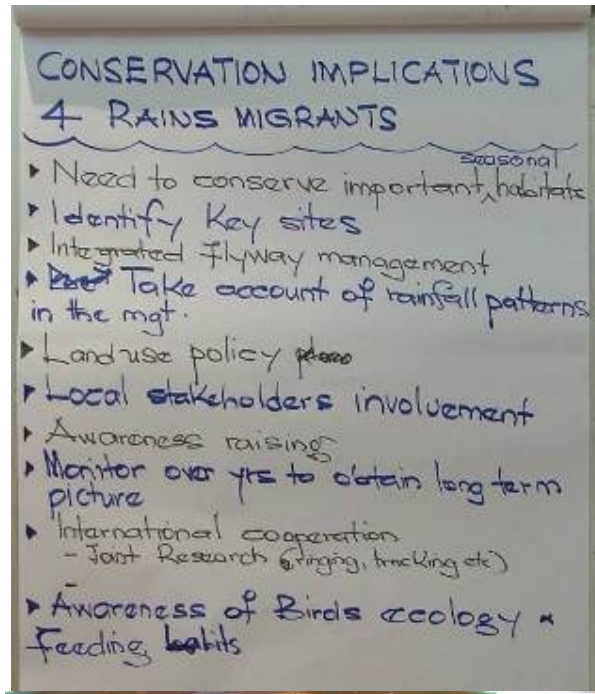 CONSERVATION IMPLICATIONS
4 RAINS MIGRANTS
seasonal
▸ Need to conserve important ^ habitats
▸ Identify Key sites
▸ Integrated Flyway management
▸ Take account of rainfall patterns
in the mgt.
▸ Land use policy
▸ Local stakeholders involvement
▸ Awareness raising
▸ Monitor over yrs to obtain long term
picture
▸ International cooperation
- Joint Research (ringing, tracking etc)
-
▸ Awareness of Birds ecology &
Feeding habits